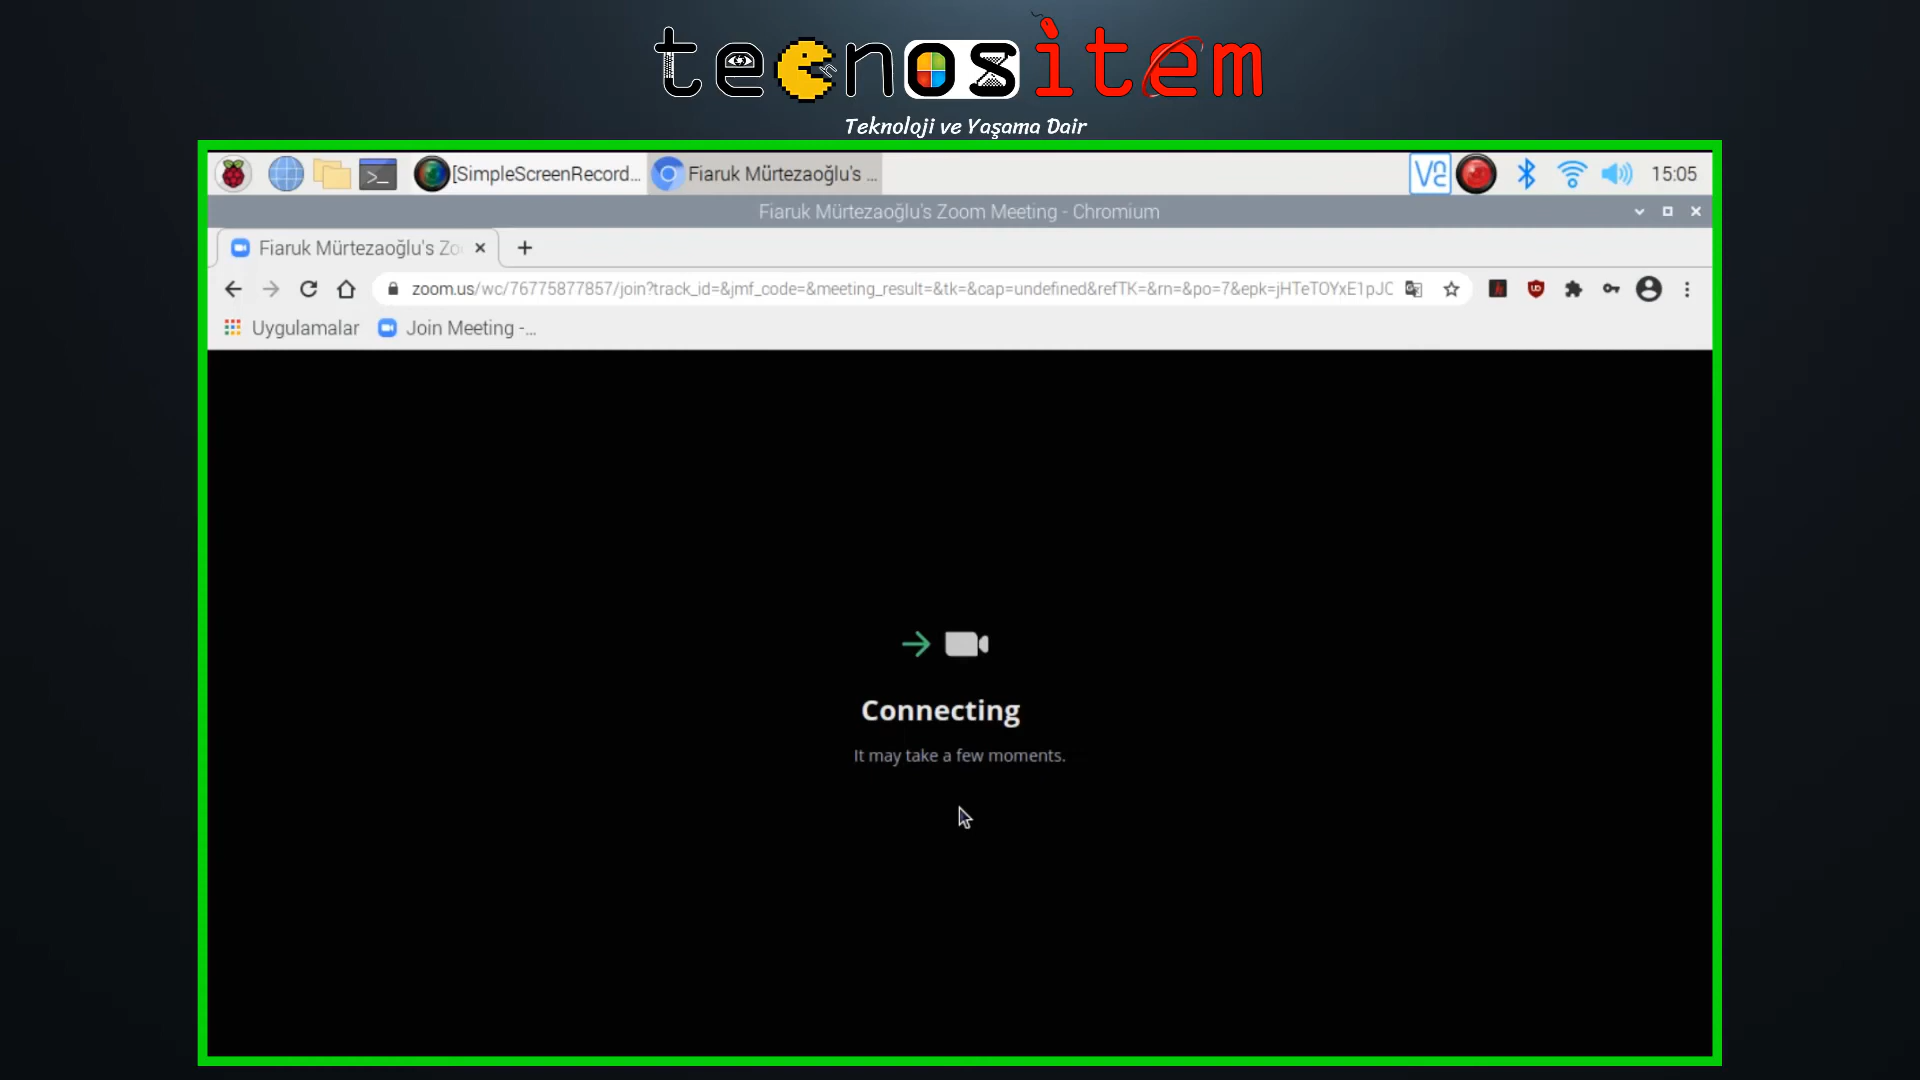 tecnositem
Teknoloji ve Yaşama Dair
[SimpleScreenRecord...
Fiaruk Mürtezaoğlu's ...
15:05
Fiaruk Mürtezaoğlu's Zoom Meeting - Chromium
Fiaruk Mürtezaoğlu's Zo
zoom.us/wc/76775877857/join?track_id=&jmf_code=&meeting_result=&tk=&cap=undefined&refTK=&rn=&po=7&epk=jHTeTOYxE1pJC
Uygulamalar
Join Meeting -...
Connecting
It may take a few moments.